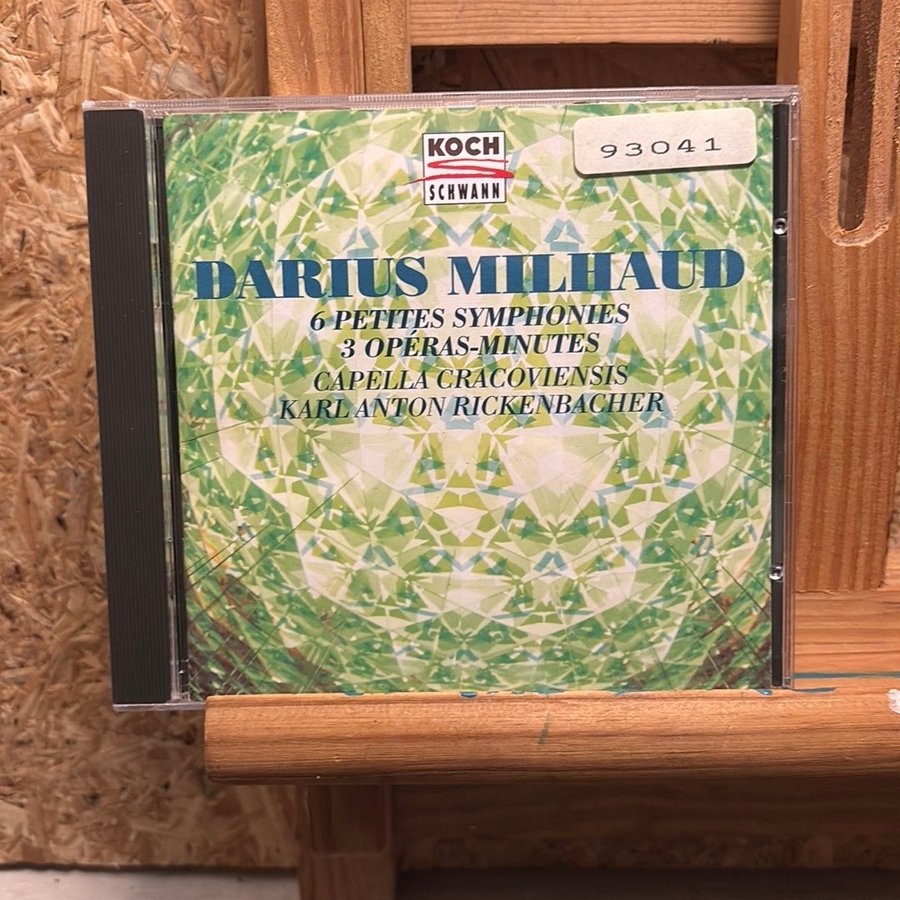 KOCH
SCHWANN
93041
DARIUS MILHAUD
6 PETITES SYMPHONIES
3 OPÉRAS-MINUTES
CAPELLA CRACOVIENSIS
KARL ANTON RICKENBACHER